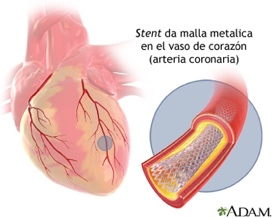 Stent da malla metalica
en el vaso de corazón
(arteria coronaria)
ADAM.